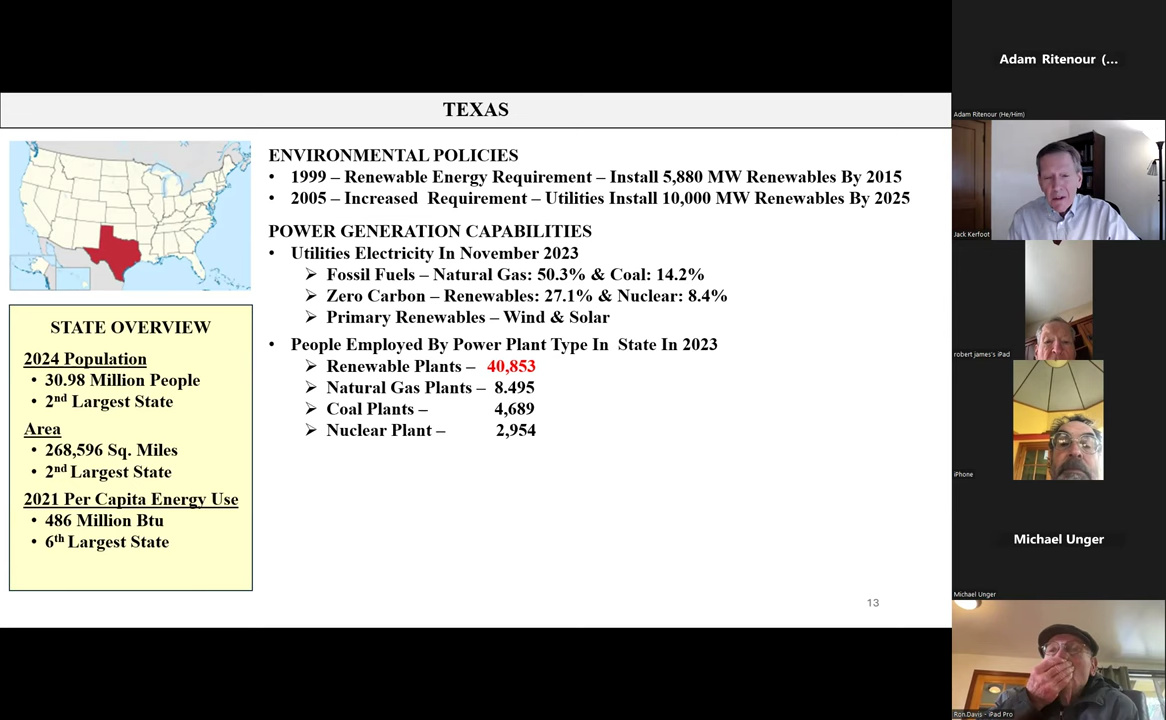 TEXAS
ENVIRONMENTAL POLICIES
• 1999 – Renewable Energy Requirement – Install 5,880 MW Renewables By 2015
• 2005 – Increased Requirement – Utilities Install 10,000 MW Renewables By 2025
POWER GENERATION CAPABILITIES
• Utilities Electricity In November 2023
➢ Fossil Fuels – Natural Gas: 50.3% & Coal: 14.2%
➢ Zero Carbon – Renewables: 27.1% & Nuclear: 8.4%
➢ Primary Renewables – Wind & Solar
• People Employed By Power Plant Type In State In 2023
➢ Renewable Plants – 40,853
➢ Natural Gas Plants – 8.495
➢ Coal Plants – 4,689
➢ Nuclear Plant – 2,954
STATE OVERVIEW
2024 Population
• 30.98 Million People
• 2nd Largest State
Area
• 268,596 Sq. Miles
• 2nd Largest State
2021 Per Capita Energy Use
• 486 Million Btu
• 6th Largest State
13
Adam Ritenour (...
Adam Ritenour (He/Him)
Jack Kerfoot
robert james's iPad
iPhone
Michael Unger
Michael Unger
Ron Davis - iPad Pro